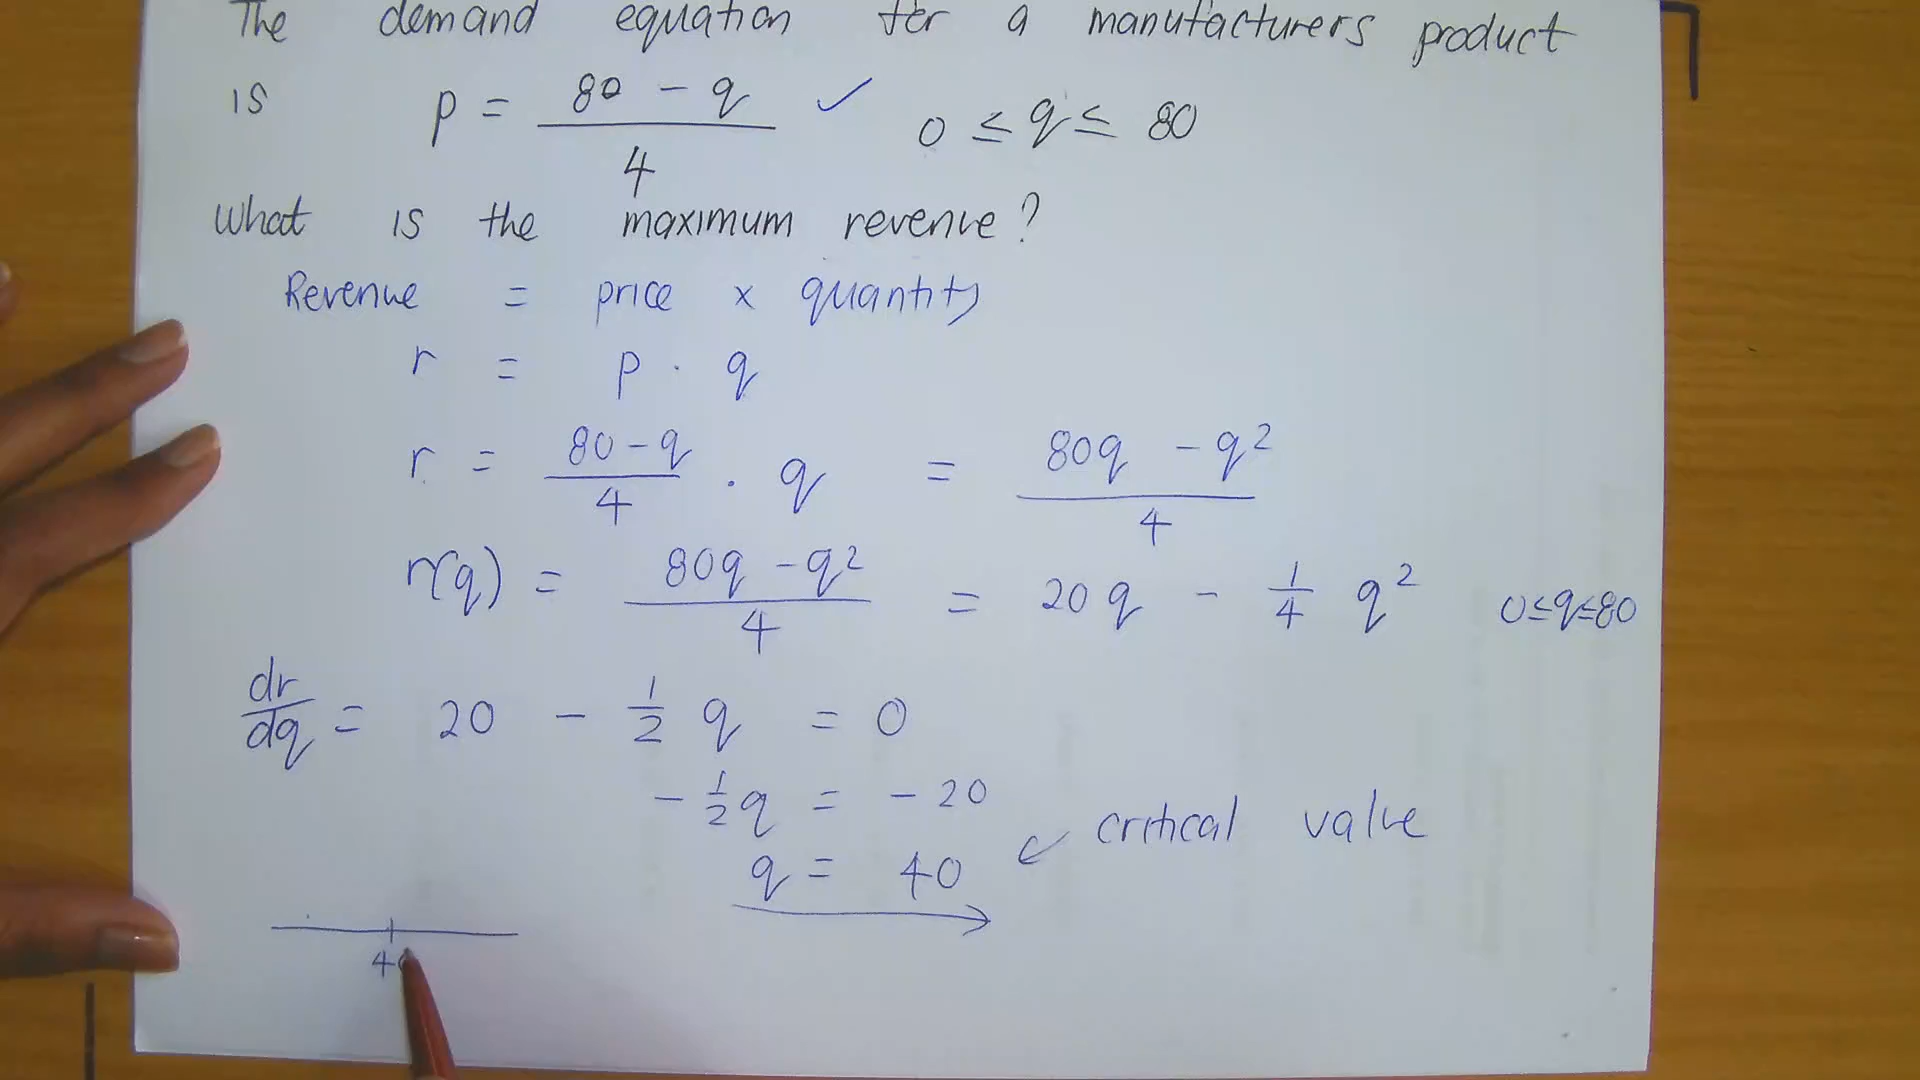 The demand equation for a manufacturers product
is p = (80 - q)/4 ✓ 0 ≤ q ≤ 80
What is the maximum revenue?
Revenue = price x quantity
r = p · q
r = (80 - q)/4 · q = (80q - q²)/4
r(q) = (80q - q²)/4 = 20q - 1/4 q² 0≤q≤80
dr/dq = 20 - 1/2 q = 0
- 1/2 q = - 20
q = 40 critical value
40